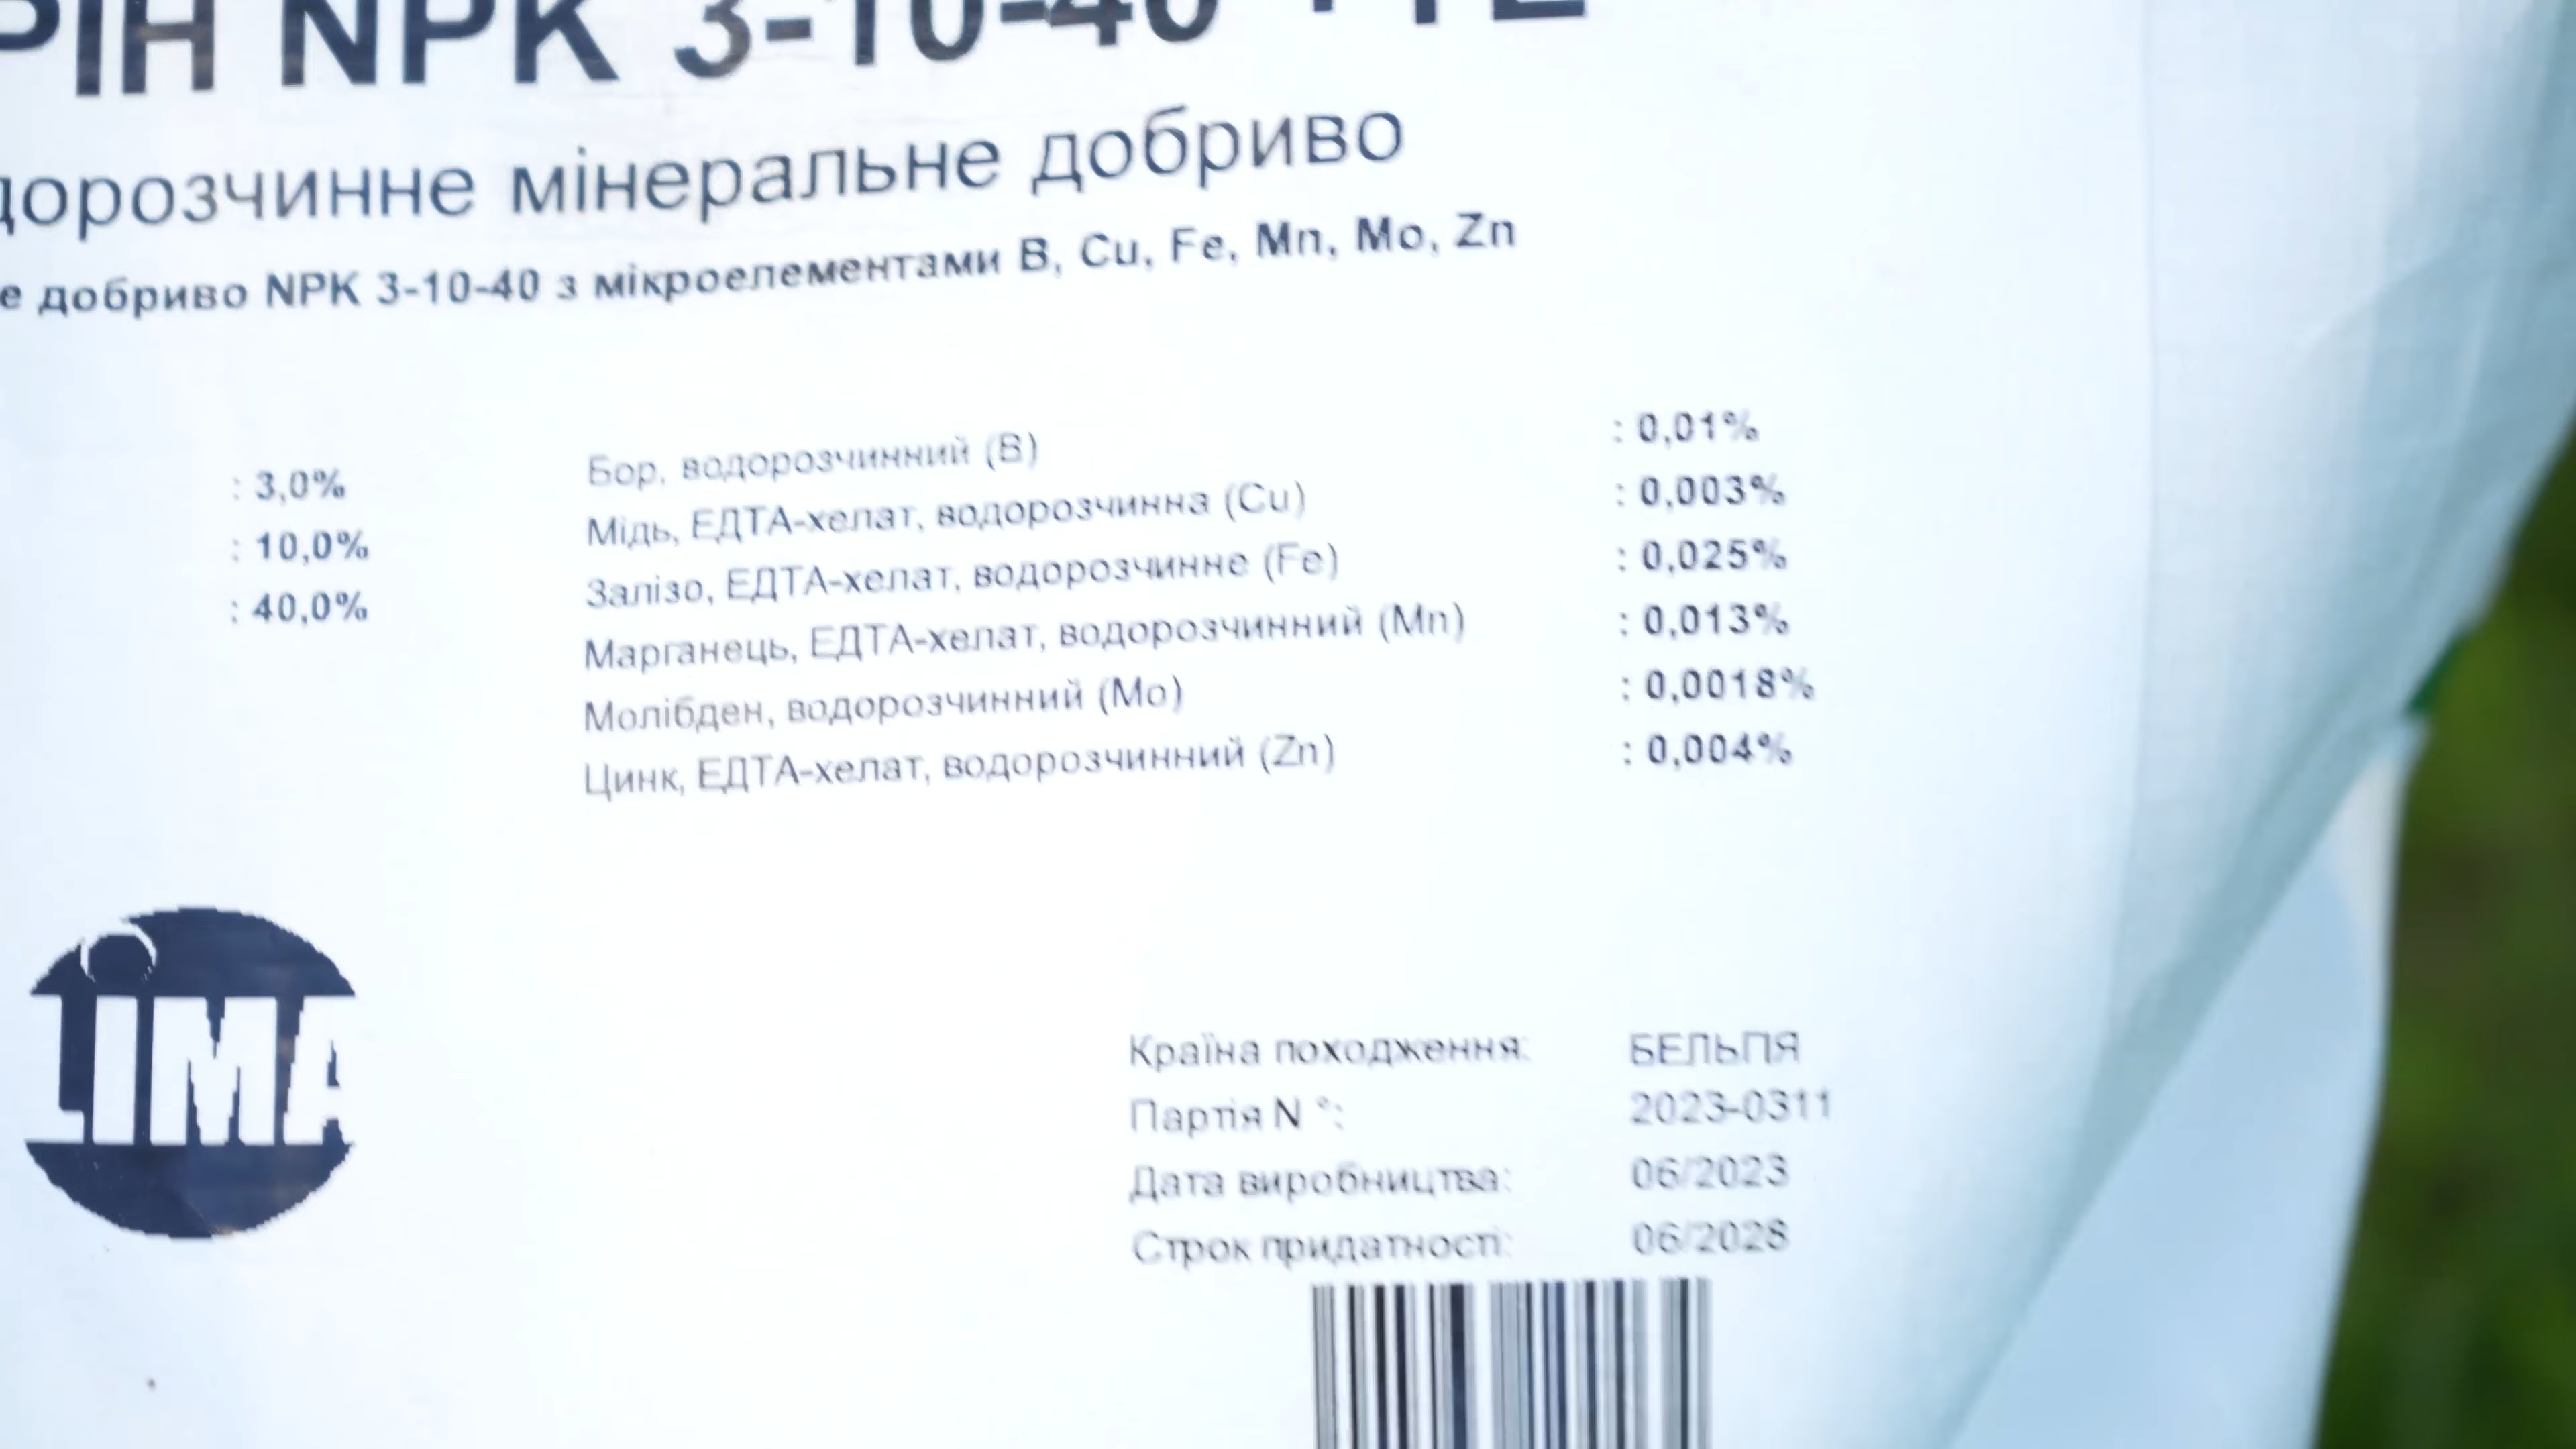 РІН NPK 3-10-40 +TE
дорозчинне мінеральне добриво
е добриво NPK 3-10-40 з мікроелементами B, Cu, Fe, Mn, Mo, Zn
: 3,0%
: 10,0%
: 40,0%
Бор, водорозчинний (B) : 0,01%
Мідь, ЕДТА-хелат, водорозчинна (Cu) : 0,003%
Залізо, ЕДТА-хелат, водорозчинне (Fe) : 0,025%
Марганець, ЕДТА-хелат, водорозчинний (Mn) : 0,013%
Молібден, водорозчинний (Mo) : 0,0018%
Цинк, ЕДТА-хелат, водорозчинний (Zn) : 0,004%
LIMA
Країна походження: БЕЛЬГІЯ
Партія N °: 2023-0311
Дата виробництва: 06/2023
Строк придатності: 06/2028